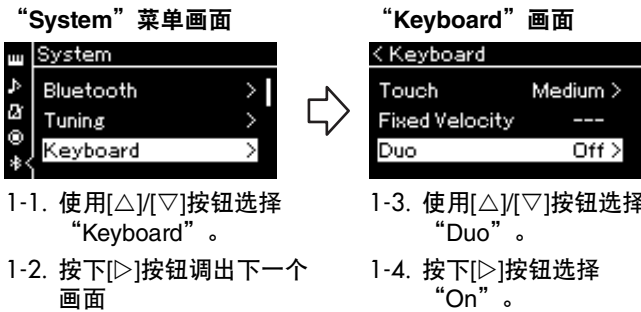 “System”菜单画面
System
Bluetooth >
Tuning >
Keyboard >
1-1. 使用[△]/[▽]按钮选择
“Keyboard”。
1-2. 按下[▷]按钮调出下一个
画面
“Keyboard”画面
< Keyboard
Touch Medium >
Fixed Velocity ---
Duo Off >
1-3. 使用[△]/[▽]按钮选择
“Duo”。
1-4. 按下[▷]按钮选择
“On”。